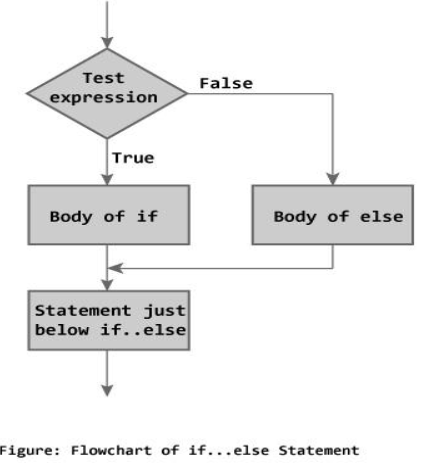 Test
expression
False
True
Body of if
Body of else
Statement just
below if..else
Figure: Flowchart of if...else Statement